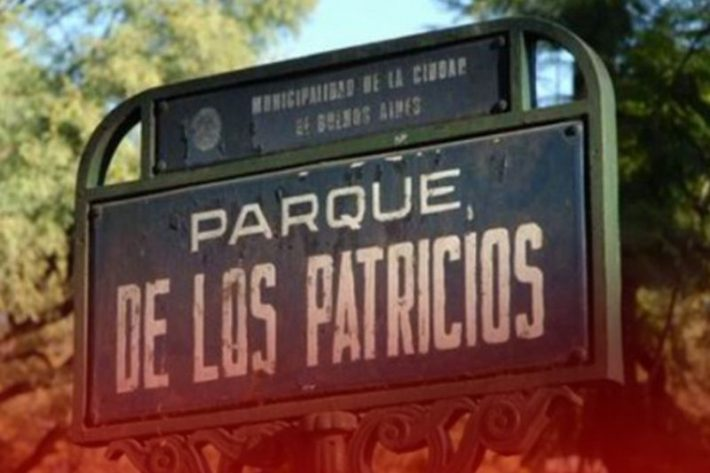 MUNICIPALIDAD DE LA CIUDAD
DE BUENOS AIRES
PARQUE
DE LOS PATRICIOS